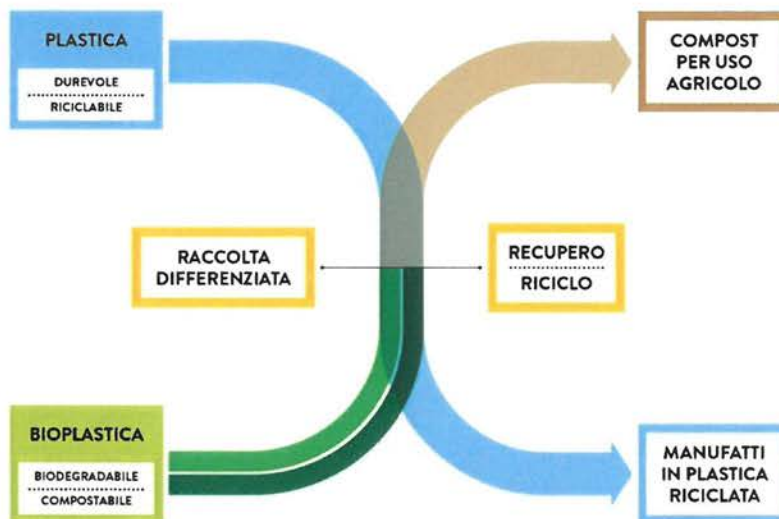 PLASTICA
DUREVOLE
RICICLABILE
COMPOST
PER USO
AGRICOLO
RACCOLTA
DIFFERENZIATA
RECUPERO
RICICLO
BIOPLASTICA
BIODEGRADABILE
COMPOSTABILE
MANUFATTI
IN PLASTICA
RICICLATA